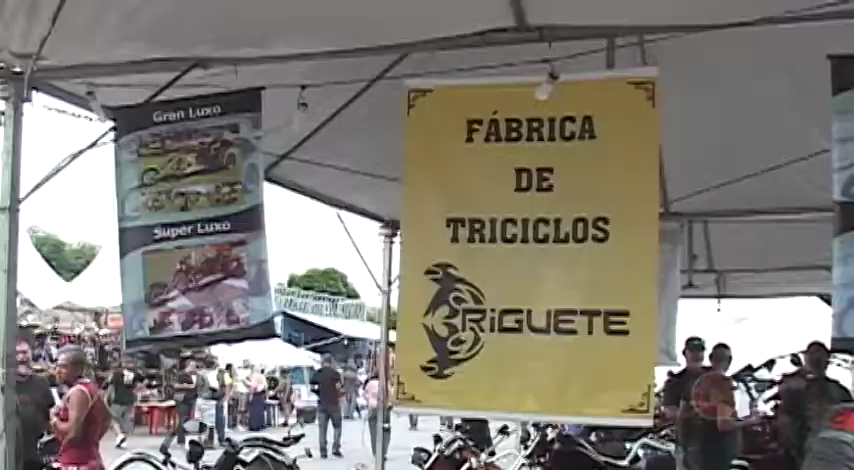 Gran Luxo
Super Luxo
FÁBRICA
DE
TRICICLOS
RiGUETE